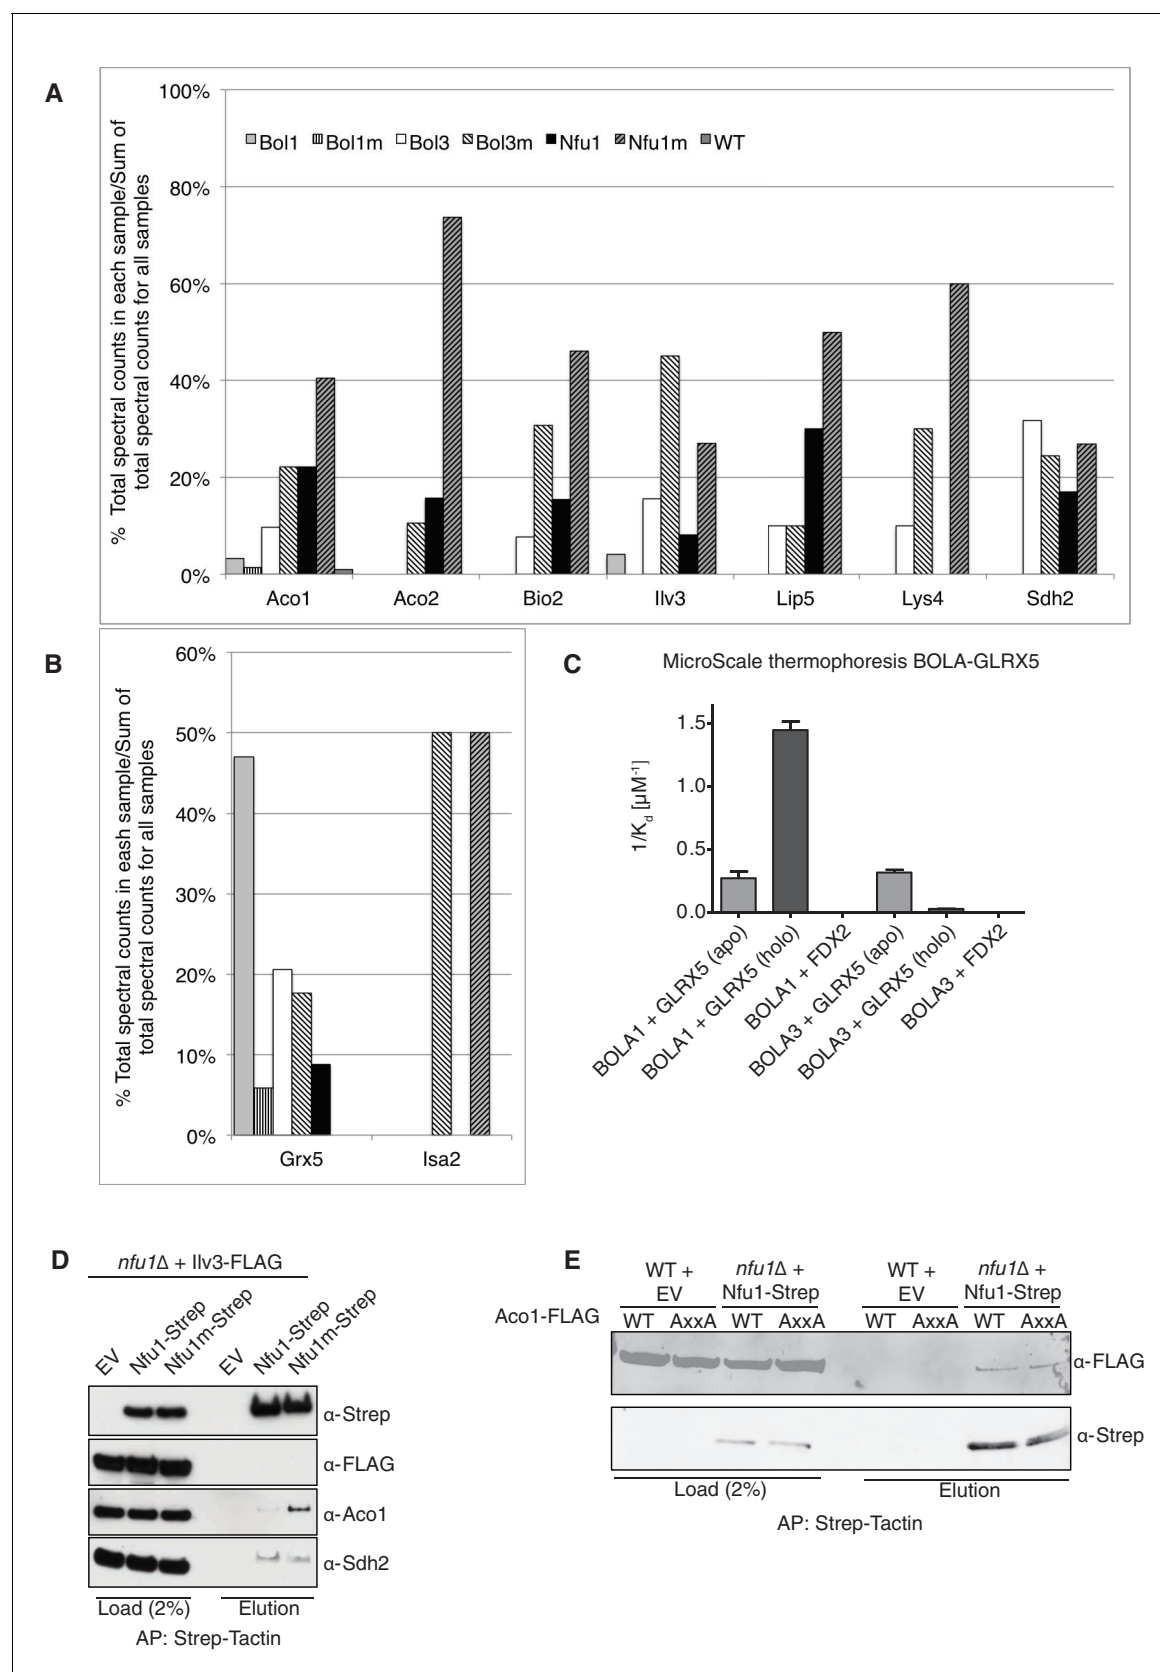 A
% Total spectral counts in each sample/Sum of
total spectral counts for all samples
100%
80%
60%
40%
20%
0%
Bol1 Bol1m Bol3 Bol3m Nfu1 Nfu1m WT
Aco1 Aco2 Bio2 Ilv3 Lip5 Lys4 Sdh2
B
% Total spectral counts in eash sample/Sum of
total spectral counts for all samples
60%
50%
40%
30%
20%
10%
0%
Grx5 Isa2
C
MicroScale thermophoresis BOLA-GLRX5
1/Kd [µM-1]
1.5
1.0
0.5
0.0
BOLA1 + GLRX5 (apo)
BOLA1 + GLRX5 (holo)
BOLA1 + FDX2
BOLA3 + GLRX5 (apo)
BOLA3 + GLRX5 (holo)
BOLA3 + FDX2
D
nfu1Δ + Ilv3-FLAG
EV Nfu1-Strep Nfu1m-Strep EV Nfu1-Strep Nfu1m-Strep
α-Strep
α-FLAG
α-Aco1
α-Sdh2
Load (2%) Elution
AP: Strep-Tactin
E
WT + nfu1Δ + WT + nfu1Δ +
EV Nfu1-Strep EV Nfu1-Strep
Aco1-FLAG WT AxxA WT AxxA WT AxxA WT AxxA
α-FLAG
α-Strep
Load (2%) Elution
AP: Strep-Tactin